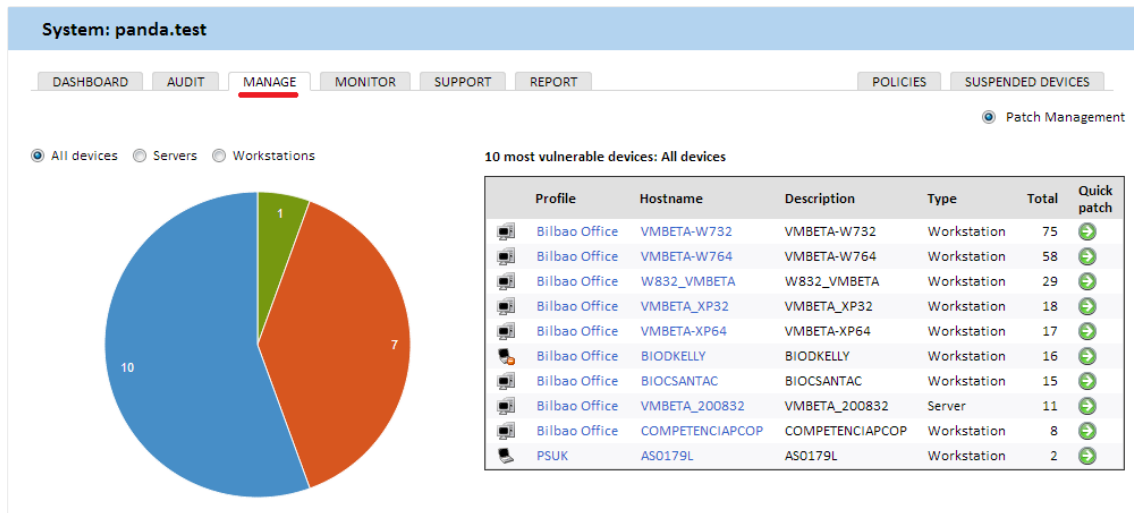 System: panda.test
DASHBOARD AUDIT MANAGE MONITOR SUPPORT REPORT POLICIES SUSPENDED DEVICES
Patch Management
All devices Servers Workstations
10 most vulnerable devices: All devices
Profile Hostname Description Type Total Quick patch
Bilbao Office VMBETA-W732 VMBETA-W732 Workstation 75
Bilbao Office VMBETA-W764 VMBETA-W764 Workstation 58
Bilbao Office W832_VMBETA W832_VMBETA Workstation 29
Bilbao Office VMBETA_XP32 VMBETA_XP32 Workstation 18
Bilbao Office VMBETA-XP64 VMBETA-XP64 Workstation 17
Bilbao Office BIODKELLY BIODKELLY Workstation 16
Bilbao Office BIOCSANTAC BIOCSANTAC Workstation 15
Bilbao Office VMBETA_200832 VMBETA_200832 Server 11
Bilbao Office COMPETENCIAPCOP COMPETENCIAPCOP Workstation 8
PSUK AS0179L AS0179L Workstation 2
1
7
10